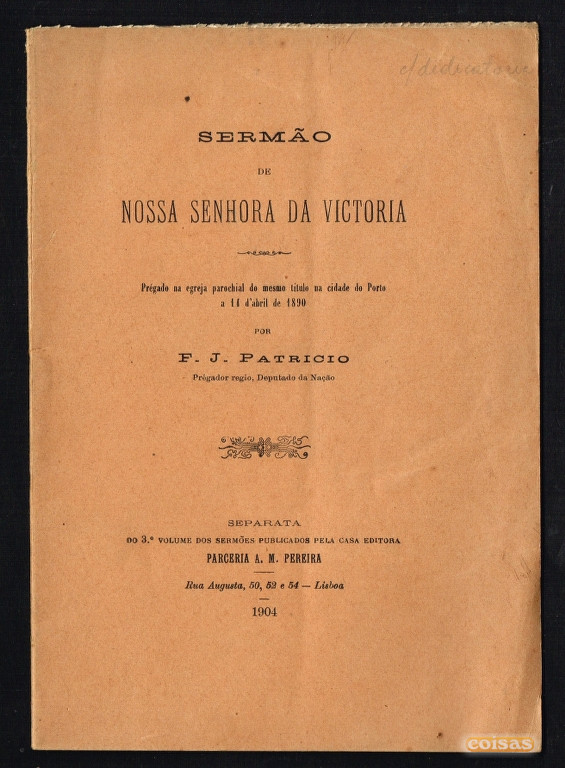 c/ dedicatoria
SERMÃO
DE
NOSSA SENHORA DA VICTORIA
Prégado na egreja parochial do mesmo titulo na cidade do Porto
a 11 d'abril de 1890
POR
F. J. PATRICIO
Prégador regio, Deputado da Nação
SEPARATA
DO 3.º VOLUME DOS SERMÕES PUBLICADOS PELA CASA EDITORA
PARCERIA A. M. PEREIRA
Rua Augusta, 50, 52 e 54 — Lisboa
1904
coisas